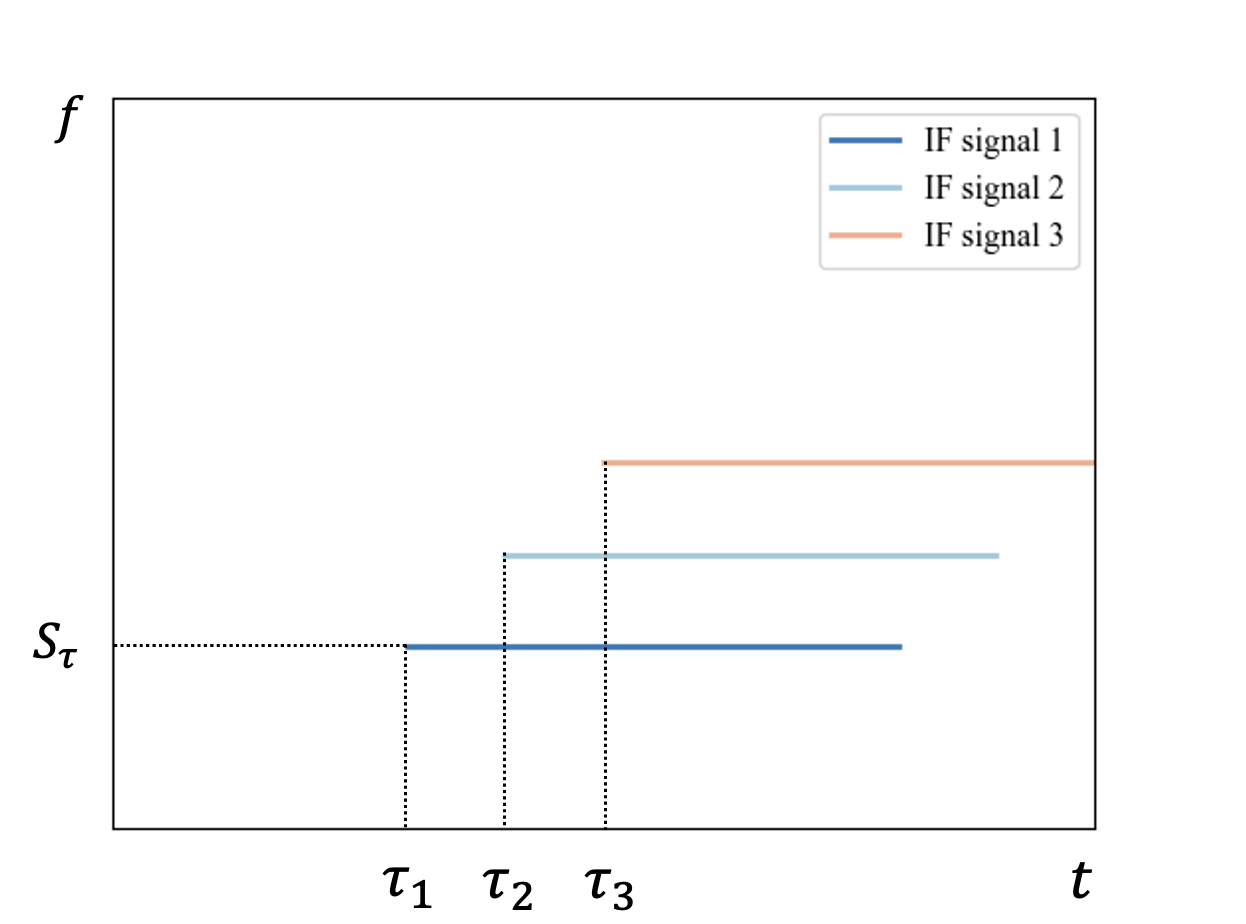 f
IF signal 1
IF signal 2
IF signal 3
S_τ
τ_1 τ_2 τ_3 t